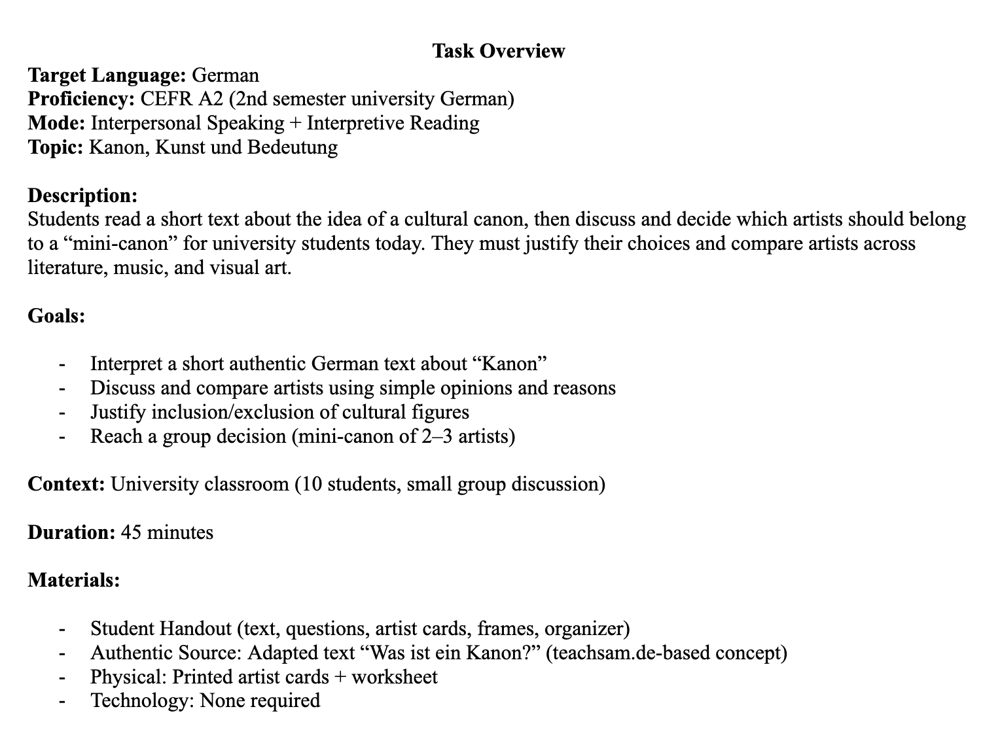 Task Overview
Target Language: German
Proficiency: CEFR A2 (2nd semester university German)
Mode: Interpersonal Speaking + Interpretive Reading
Topic: Kanon, Kunst und Bedeutung
Description:
Students read a short text about the idea of a cultural canon, then discuss and decide which artists should belong
to a “mini-canon” for university students today. They must justify their choices and compare artists across
literature, music, and visual art.
Goals:
- Interpret a short authentic German text about “Kanon”
- Discuss and compare artists using simple opinions and reasons
- Justify inclusion/exclusion of cultural figures
- Reach a group decision (mini-canon of 2–3 artists)
Context: University classroom (10 students, small group discussion)
Duration: 45 minutes
Materials:
- Student Handout (text, questions, artist cards, frames, organizer)
- Authentic Source: Adapted text “Was ist ein Kanon?” (teachsam.de-based concept)
- Physical: Printed artist cards + worksheet
- Technology: None required